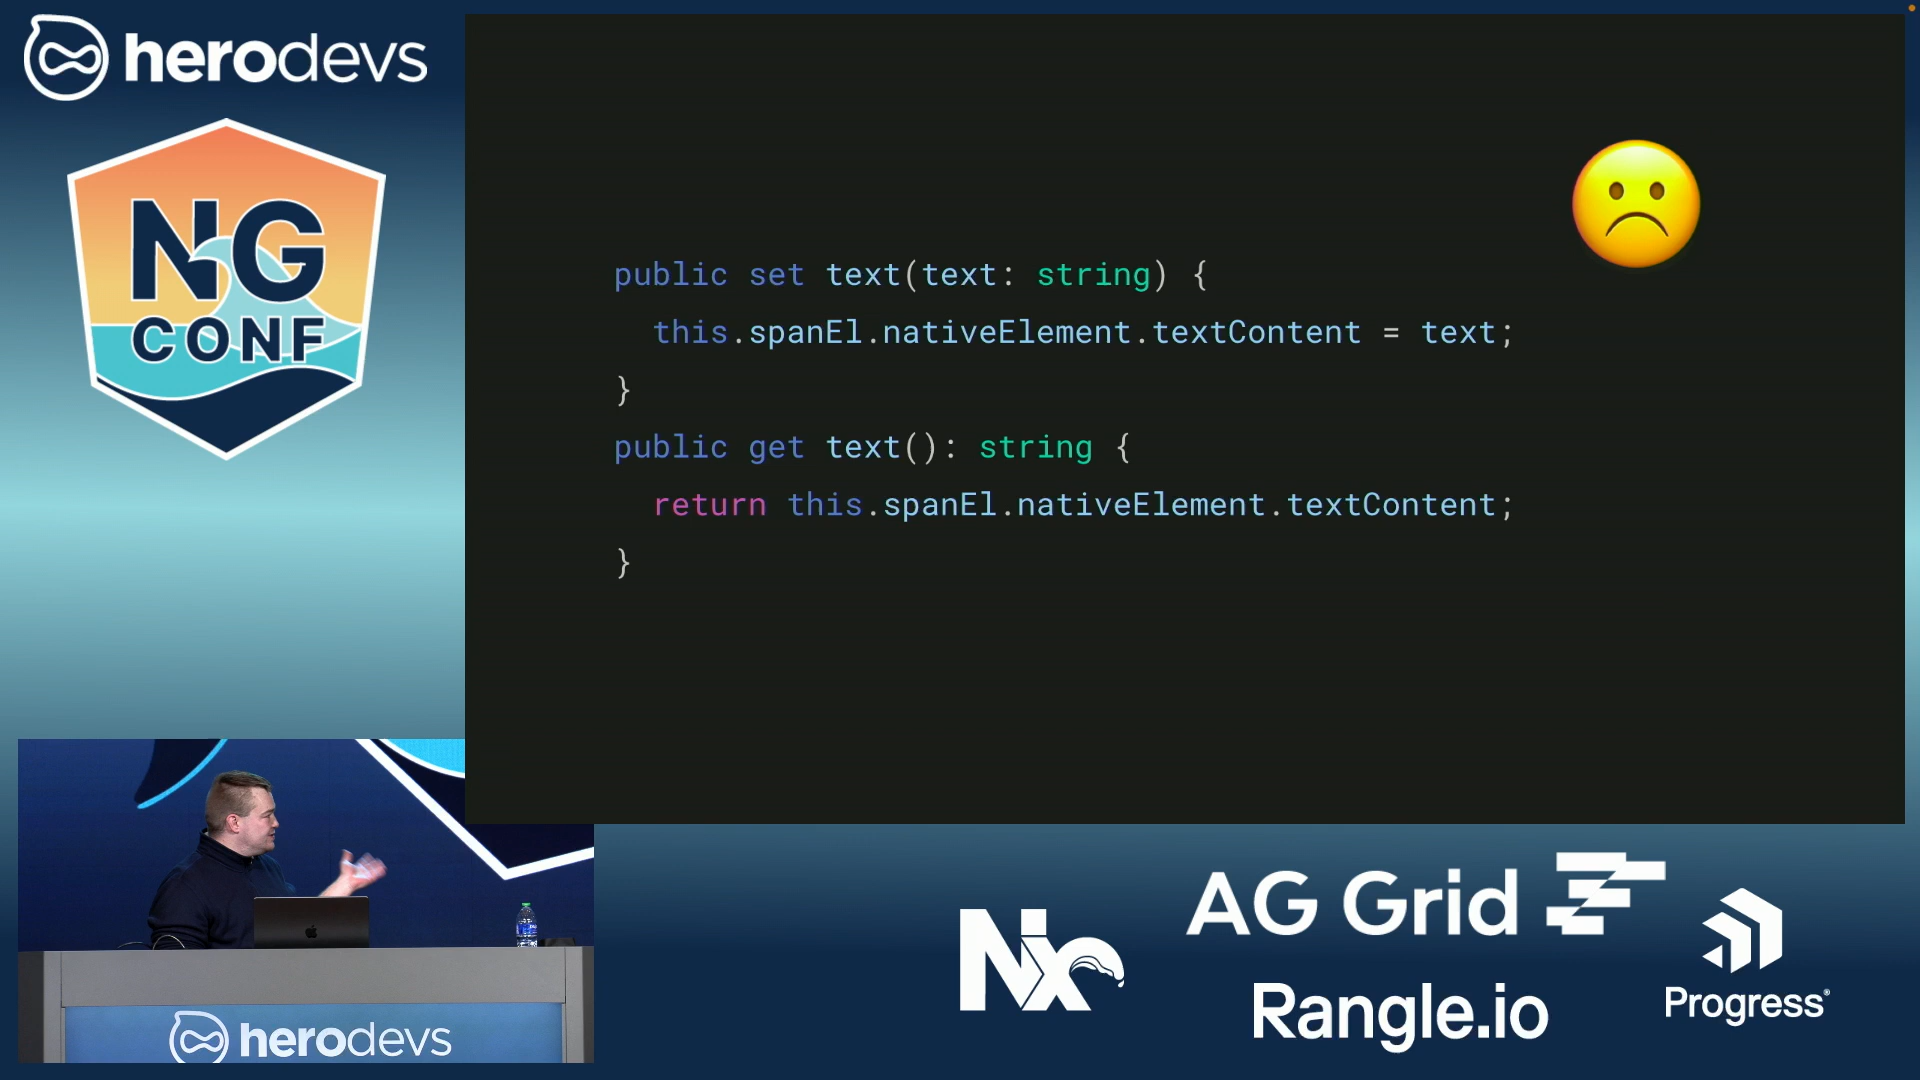 herodevs
NG
CONF
public set text(text: string) {
  this.spanEl.nativeElement.textContent = text;
}
public get text(): string {
  return this.spanEl.nativeElement.textContent;
}
herodevs
Nx
AG Grid
Rangle.io
Progress®